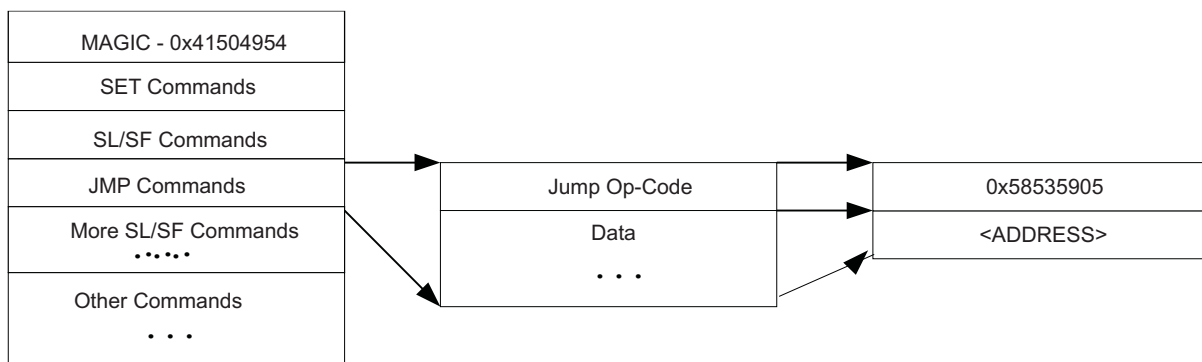 MAGIC - 0x41504954
SET Commands
SL/SF Commands
JMP Commands
More SL/SF Commands
.....
Other Commands
. . .
Jump Op-Code
Data
. . .
0x58535905
<ADDRESS>